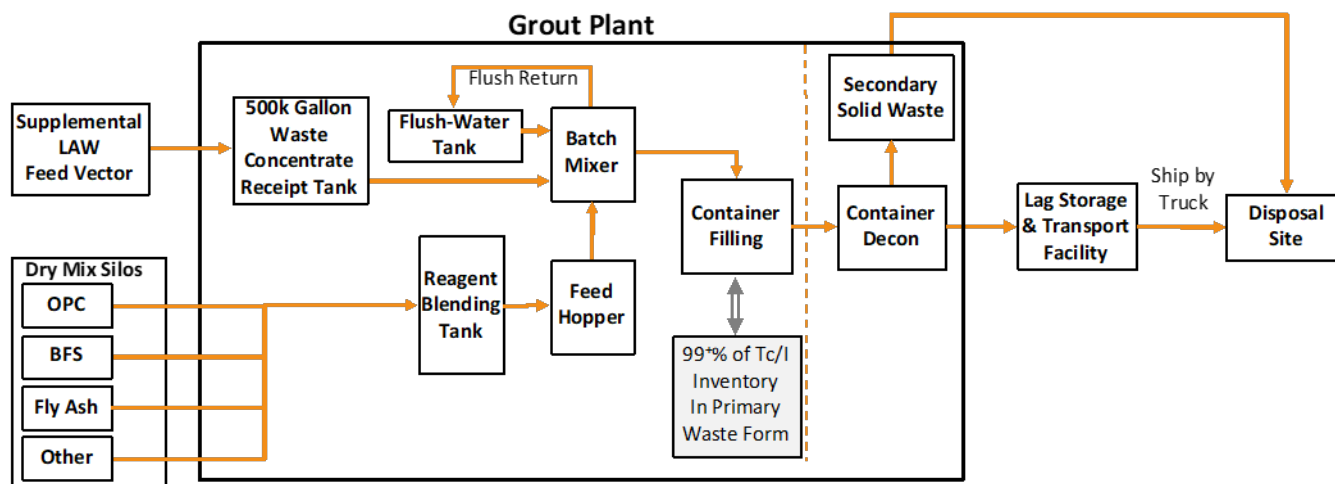 Grout Plant
Supplemental
LAW
Feed Vector
500k Gallon
Waste
Concentrate
Receipt Tank
Flush Return
Flush-Water
Tank
Batch
Mixer
Container
Filling
Secondary
Solid Waste
Container
Decon
Lag Storage
& Transport
Facility
Ship by
Truck
Disposal
Site
Dry Mix Silos
OPC
BFS
Fly Ash
Other
Reagent
Blending
Tank
Feed
Hopper
99⁺% of Tc/I
Inventory
In Primary
Waste Form